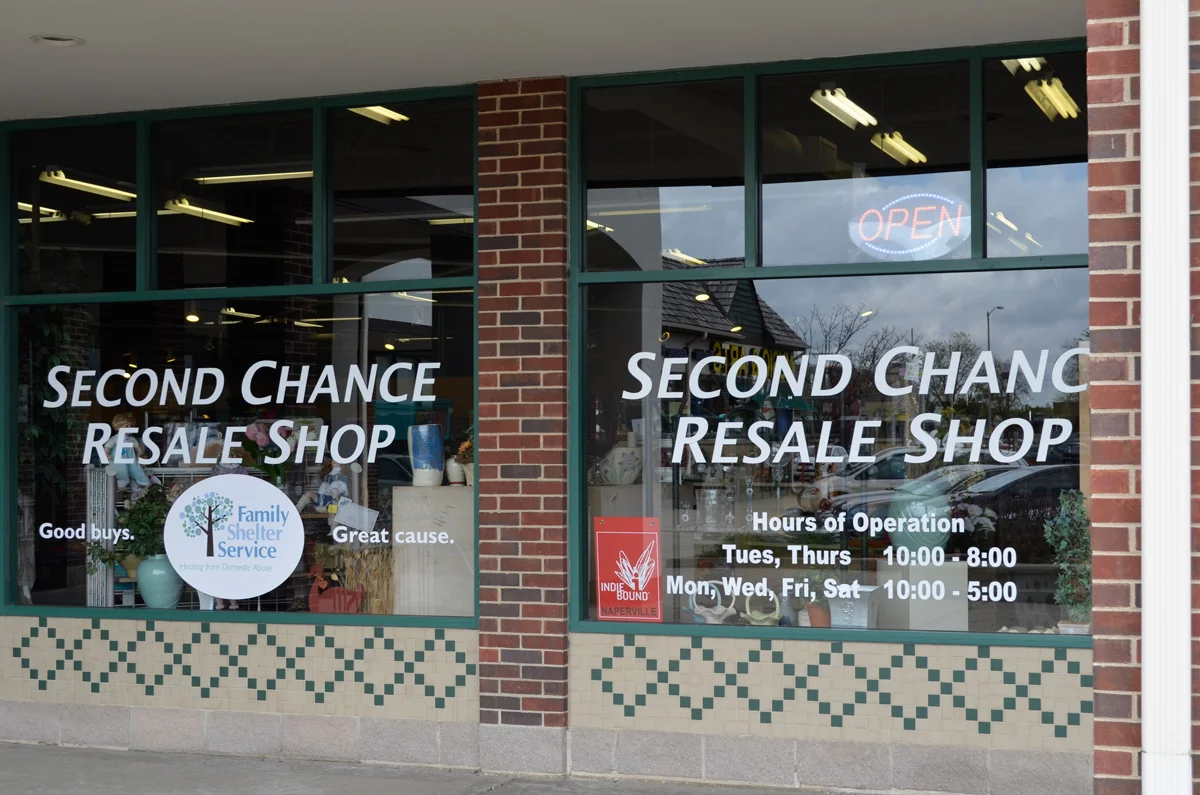 SECOND CHANCE
RESALE SHOP
Good buys.
Family
Shelter
Service
Healing from Domestic Abuse
Great cause.
OPEN
SECOND CHANC
RESALE SHOP
Hours of Operation
Tues, Thurs 10:00 - 8:00
Mon, Wed, Fri, Sat 10:00 - 5:00
INDIE
BOUND
NAPERVILLE